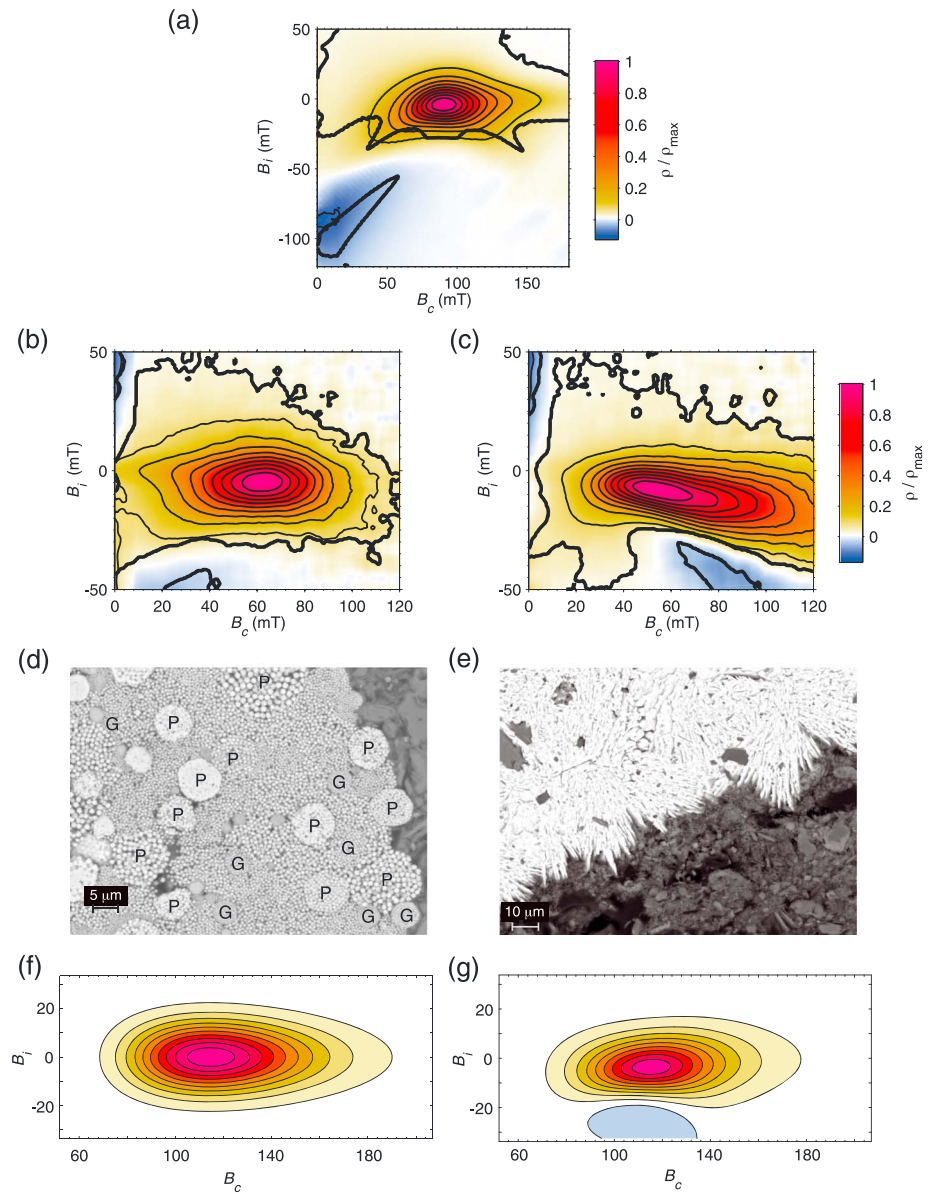 (a)
50
0
-50
-100
B_i (mT)
0 50 100 150
B_c (mT)
1
0.8
0.6
0.4
0.2
0
ρ / ρ_max
(b)
50
0
-50
B_i (mT)
0 20 40 60 80 100 120
B_c (mT)
(c)
50
0
-50
B_i (mT)
0 20 40 60 80 100 120
B_c (mT)
1
0.8
0.6
0.4
0.2
0
ρ / ρ_max
(d)
P
G P
P P
P G
P P P
G
G
P P P
P G G G
5 μm
(e)
10 μm
(f)
20
0
-20
B_i
60 100 140 180
B_c
(g)
20
0
-20
B_i
60 100 140 180
B_c